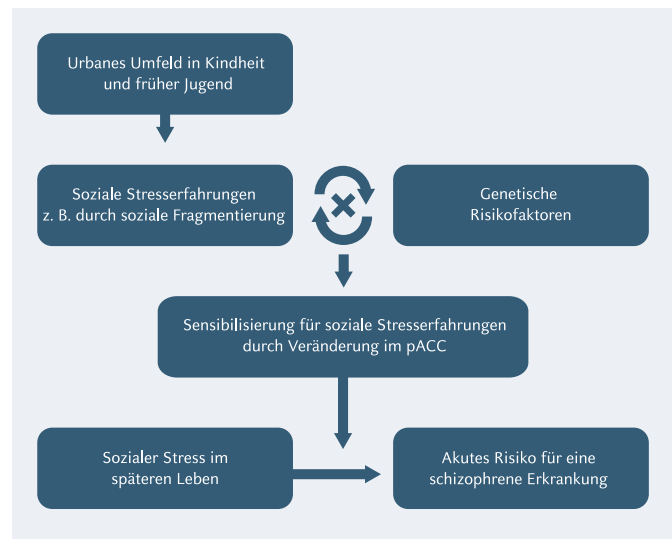 Urbanes Umfeld in Kindheit
und früher Jugend
Soziale Stresserfahrungen
z. B. durch soziale Fragmentierung
Genetische
Risikofaktoren
Sensibilisierung für soziale Stresserfahrungen
durch Veränderung im pACC
Sozialer Stress im
späteren Leben
Akutes Risiko für eine
schizophrene Erkrankung